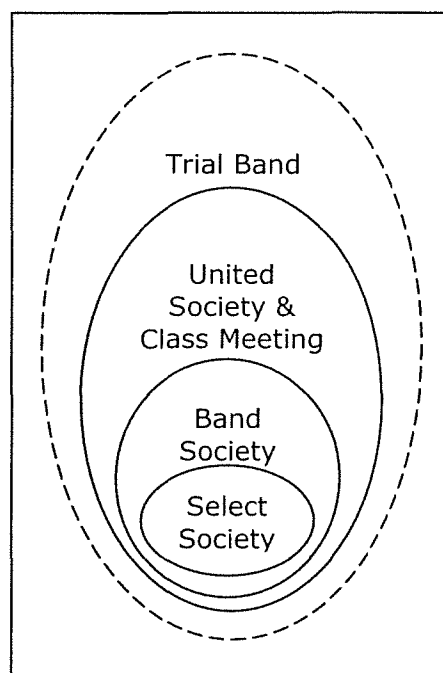 Trial Band
United
Society &
Class Meeting
Band
Society
Select
Society